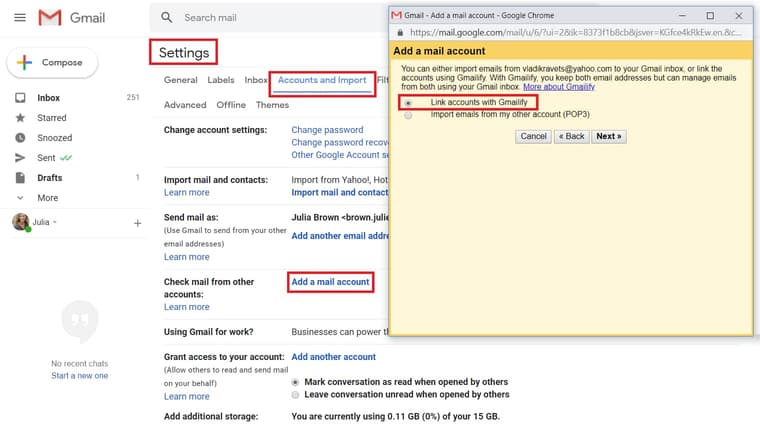 Gmail
Search mail
Compose
Inbox 251
Starred
Snoozed
Sent
Drafts 1
More
Julia
No recent chats
Start a new one
Settings
General Labels Inbox Accounts and Import Filt
Advanced Offline Themes
Change account settings: Change password
Change password recov
Other Google Account se
Import mail and contacts: Import from Yahoo!, Hot
Learn more Import mail and contact
Send mail as: Julia Brown <brown.julie
(Use Gmail to send from your other
email addresses)
Add another email addre
Learn more
Check mail from other
accounts:
Add a mail account
Learn more
Using Gmail for work? Businesses can power th
Grant access to your account: Add another account
(Allow others to read and send mail
on your behalf)
Learn more
Mark conversation as read when opened by others
Leave conversation unread when opened by others
Add additional storage: You are currently using 0.11 GB (0%) of your 15 GB.
Gmail - Add a mail account - Google Chrome
https://mail.google.com/mail/u/6/?ui=2&ik=8373f1b8cb&jsver=KGfce4kRkEw.en.&c...
Add a mail account
You can either import emails from vladikravets@yahoo.com to your Gmail inbox, or link the
accounts using Gmailify. With Gmailify, you keep both email addresses but can manage emails
from both using your Gmail inbox. More about Gmailify
Link accounts with Gmailify
Import emails from my other account (POP3)
Cancel « Back Next »